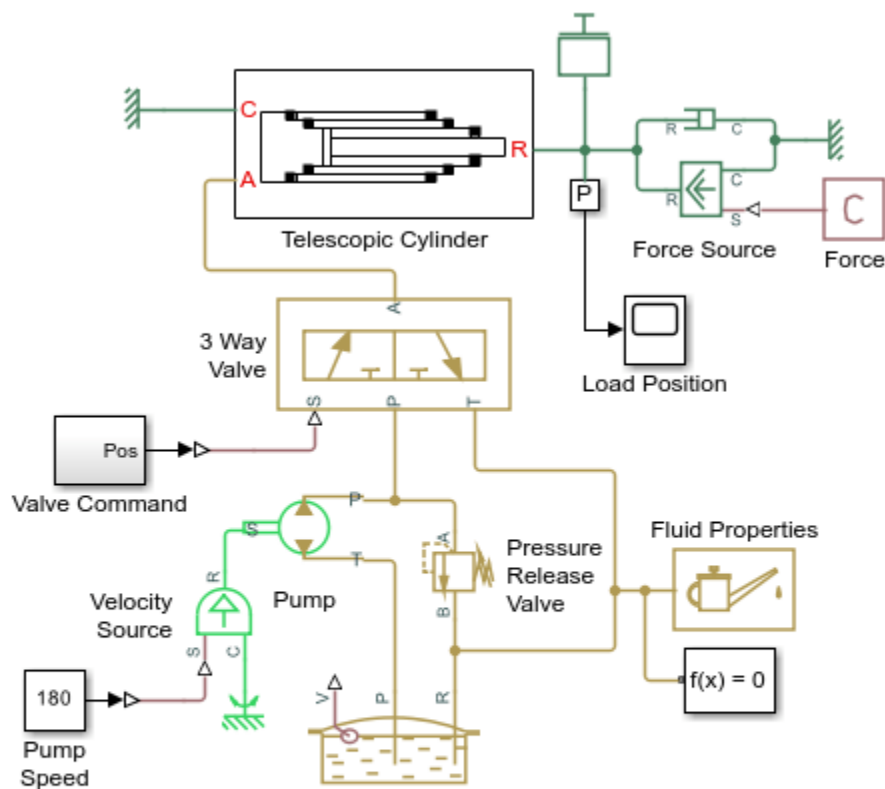 C
A
R
Telescopic Cylinder
P
R
C
R
C
S
Force Source
C
Force
Load Position
A
3 Way
Valve
S
P
T
Pos
Valve Command
P
S
T
Pump
A
B
Pressure
Release
Valve
Fluid Properties
R
Velocity
Source
S
C
180
Pump
Speed
V
P
R
f(x) = 0